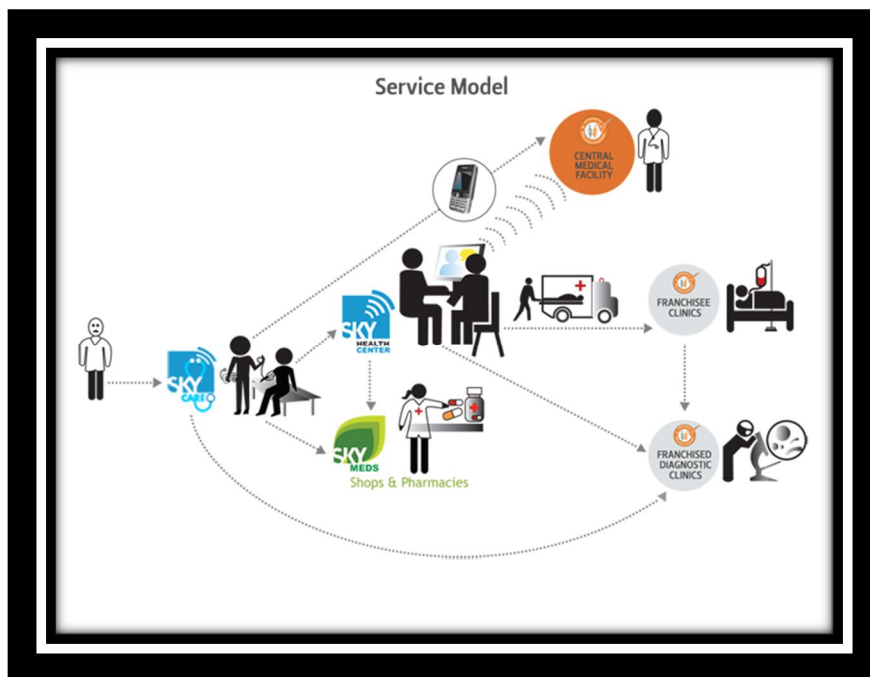 Service Model
CENTRAL
MEDICAL
FACILITY
FRANCHISEE
CLINICS
SKY
HEALTH
CENTER
SKY
CARE
SKY
MEDS
Shops & Pharmacies
FRANCHISED
DIAGNOSTIC
CLINICS